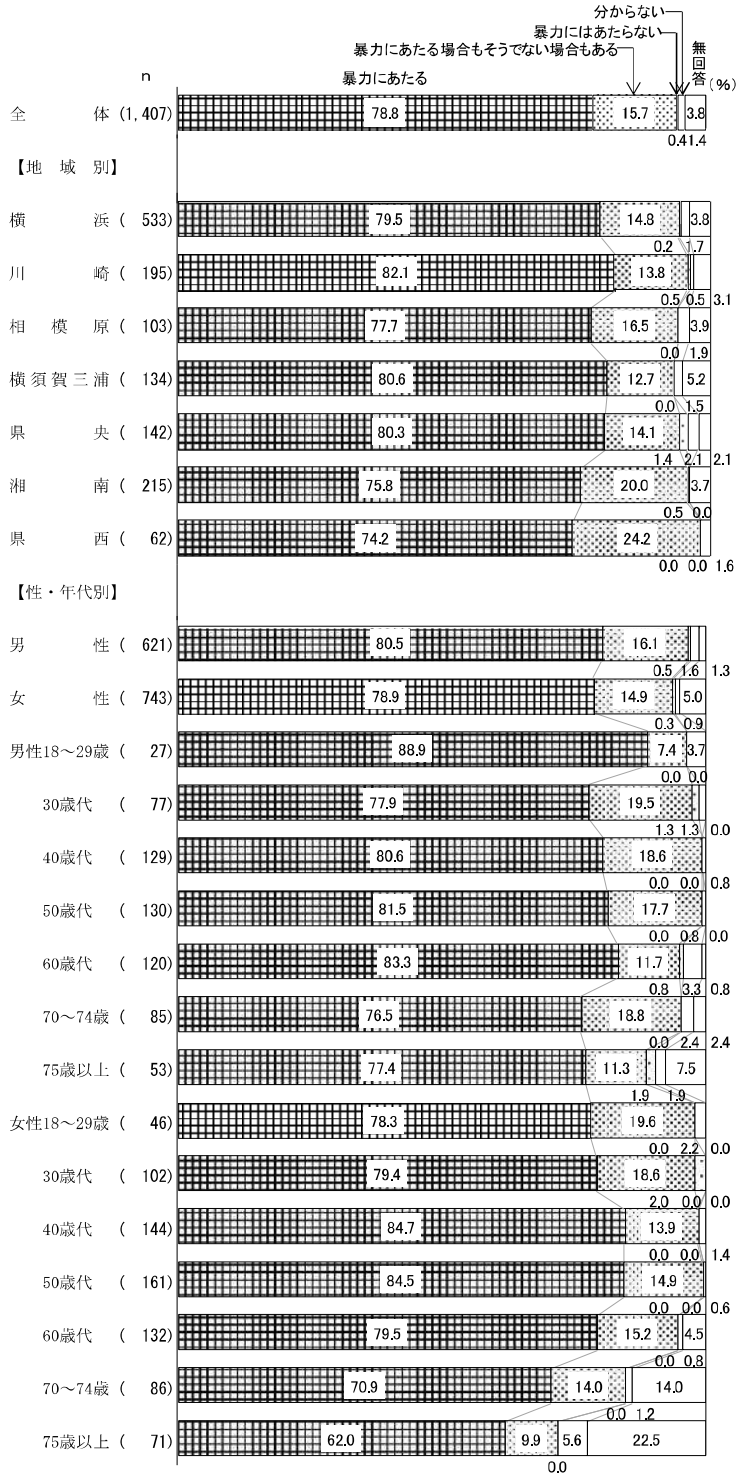 分からない
暴力にはあたらない
暴力にあたる場合もそうでない場合もある
無回答
n 暴力にあたる (%)
全体 (1,407) 78.8 15.7 3.8
0.4 1.4
【地域別】
横浜 ( 533) 79.5 14.8 3.8
0.2 1.7
川崎 ( 195) 82.1 13.8
0.5 0.5 3.1
相模原 ( 103) 77.7 16.5 3.9
0.0 1.9
横須賀三浦 ( 134) 80.6 12.7 5.2
0.0 1.5
県央 ( 142) 80.3 14.1
1.4 2.1 2.1
湘南 ( 215) 75.8 20.0 3.7
0.5 0.0
県西 ( 62) 74.2 24.2
0.0 0.0 1.6
【性・年代別】
男性 ( 621) 80.5 16.1
0.5 1.6 1.3
女性 ( 743) 78.9 14.9 5.0
0.3 0.9
男性18～29歳 ( 27) 88.9 7.4 3.7
0.0 0.0
30歳代 ( 77) 77.9 19.5
1.3 1.3 0.0
40歳代 ( 129) 80.6 18.6
0.0 0.0 0.8
50歳代 ( 130) 81.5 17.7
0.0 0.8 0.0
60歳代 ( 120) 83.3 11.7
0.8 3.3 0.8
70～74歳 ( 85) 76.5 18.8
0.0 2.4 2.4
75歳以上 ( 53) 77.4 11.3 7.5
1.9 1.9
女性18～29歳 ( 46) 78.3 19.6
0.0 2.2 0.0
30歳代 ( 102) 79.4 18.6
2.0 0.0 0.0
40歳代 ( 144) 84.7 13.9
0.0 0.0 1.4
50歳代 ( 161) 84.5 14.9
0.0 0.0 0.6
60歳代 ( 132) 79.5 15.2 4.5
0.0 0.8
70～74歳 ( 86) 70.9 14.0 14.0
0.0 1.2
75歳以上 ( 71) 62.0 9.9 5.6 22.5
0.0